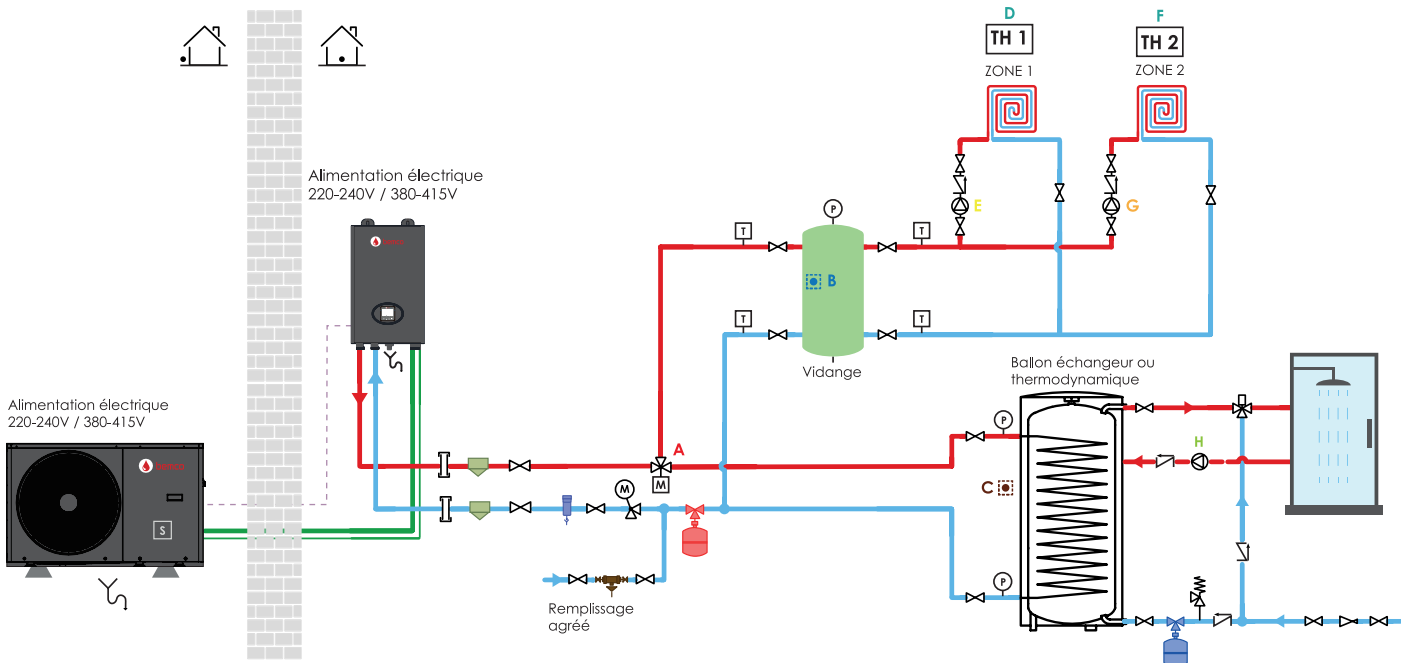 D
F
TH 1
TH 2
ZONE 1
ZONE 2
Alimentation électrique
220-240V / 380-415V
E
G
P
T
T
B
T
T
Vidange
Ballon échangeur ou
thermodynamique
Alimentation électrique
220-240V / 380-415V
A
P
H
M
C
M
S
P
Remplissage
agréé